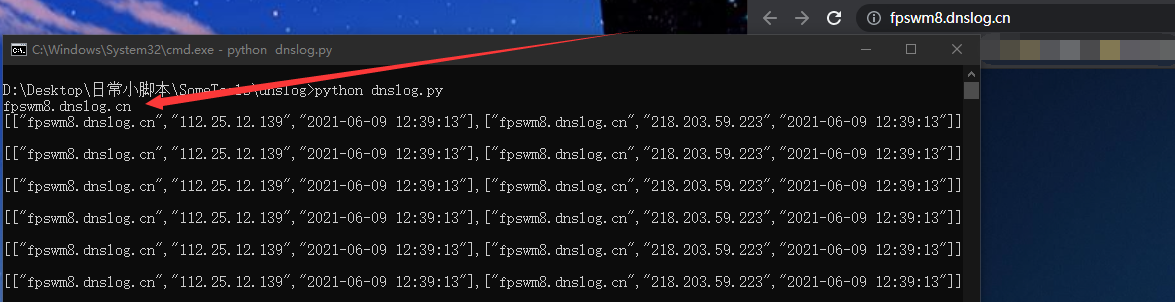 fpswm8.dnslog.cn
C:\Windows\System32\cmd.exe - python  dnslog.py
D:\Desktop\日常小脚本\SomeTools\dnslog>python dnslog.py
fpswm8.dnslog.cn
[["fpswm8.dnslog.cn","112.25.12.139","2021-06-09 12:39:13"],["fpswm8.dnslog.cn","218.203.59.223","2021-06-09 12:39:13"]]
[["fpswm8.dnslog.cn","112.25.12.139","2021-06-09 12:39:13"],["fpswm8.dnslog.cn","218.203.59.223","2021-06-09 12:39:13"]]
[["fpswm8.dnslog.cn","112.25.12.139","2021-06-09 12:39:13"],["fpswm8.dnslog.cn","218.203.59.223","2021-06-09 12:39:13"]]
[["fpswm8.dnslog.cn","112.25.12.139","2021-06-09 12:39:13"],["fpswm8.dnslog.cn","218.203.59.223","2021-06-09 12:39:13"]]
[["fpswm8.dnslog.cn","112.25.12.139","2021-06-09 12:39:13"],["fpswm8.dnslog.cn","218.203.59.223","2021-06-09 12:39:13"]]
[["fpswm8.dnslog.cn","112.25.12.139","2021-06-09 12:39:13"],["fpswm8.dnslog.cn","218.203.59.223","2021-06-09 12:39:13"]]